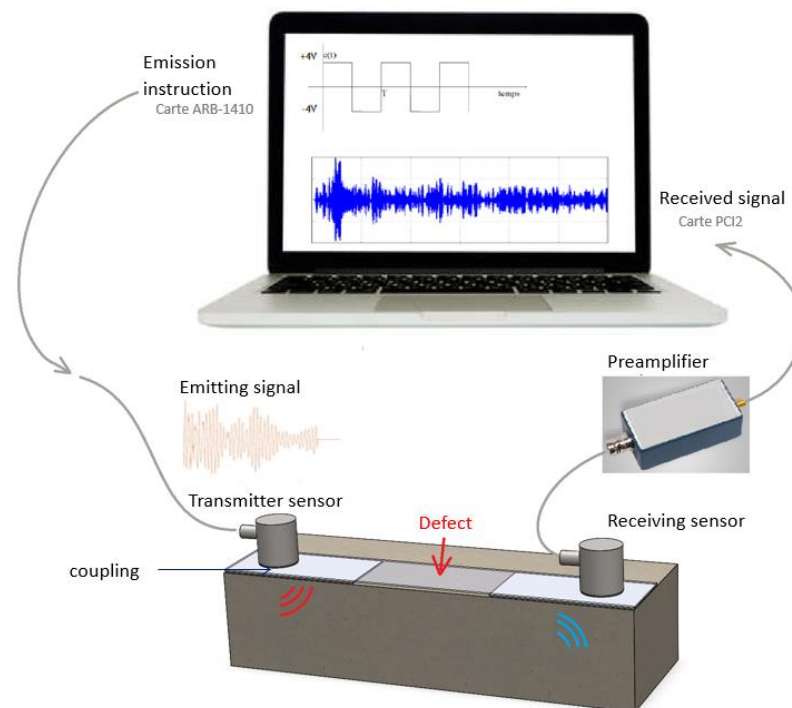 Emission
instruction
Carte ARB-1410
+4V
e(t)
T
temps
-4V
Received signal
Carte PCI2
Preamplifier
Emitting signal
Transmitter sensor
Defect
Receiving sensor
coupling